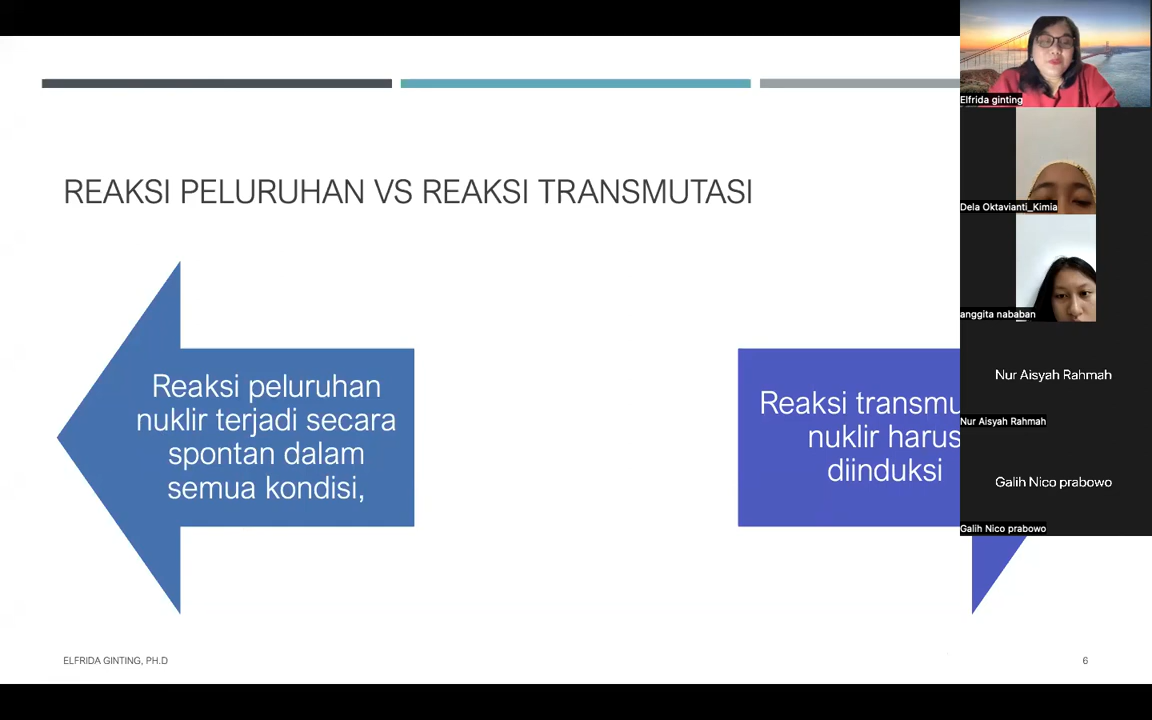 REAKSI PELURUHAN VS REAKSI TRANSMUTASI
Reaksi peluruhan
nuklir terjadi secara
spontan dalam
semua kondisi,
Reaksi
nuklir harus
diinduksi
ELFRIDA GINTING, PH.D
6
Elfrida ginting
Dela Oktavianti_Kimia
anggita nababan
Nur Aisyah Rahmah
Nur Aisyah Rahmah
Galih Nico prabowo
Galih Nico prabowo